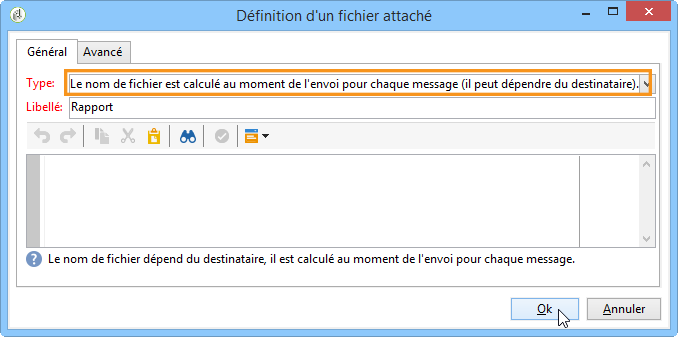 Définition d'un fichier attaché
Général Avancé
Type: Le nom de fichier est calculé au moment de l'envoi pour chaque message (il peut dépendre du destinataire).
Libellé: Rapport
Le nom de fichier dépend du destinataire, il est calculé au moment de l'envoi pour chaque message.
Ok Annuler